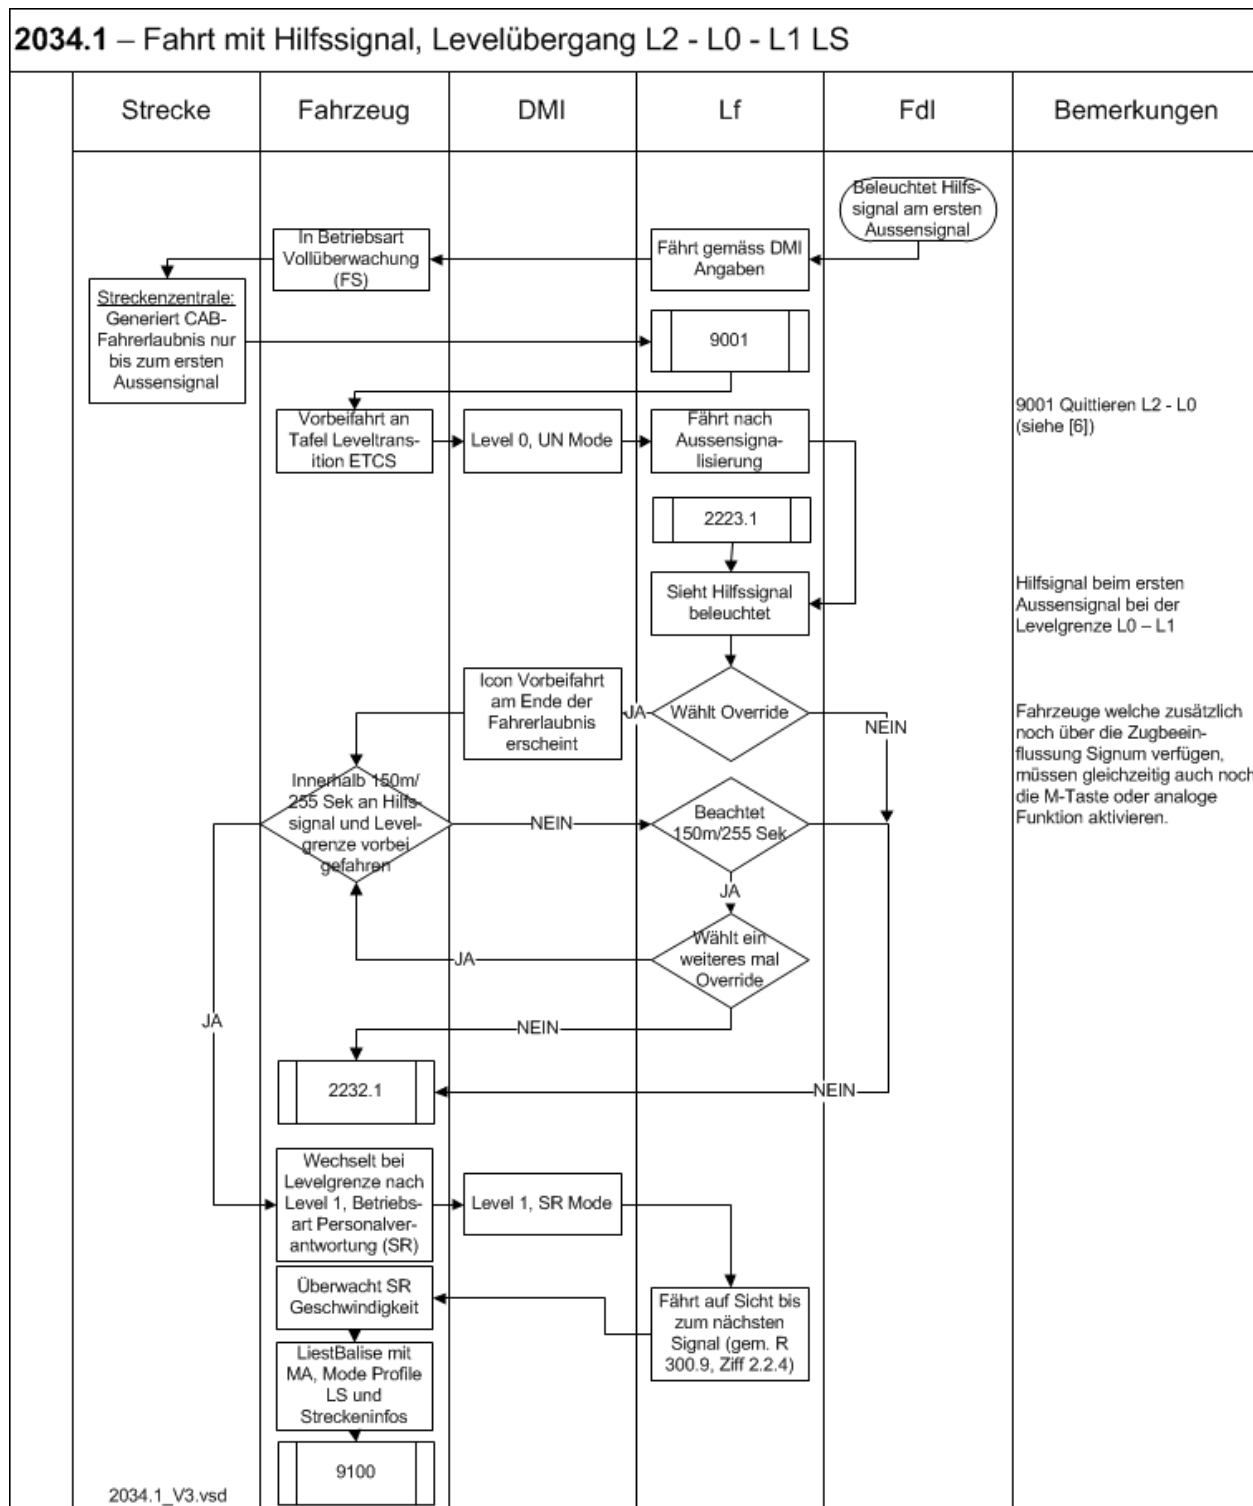 2034.1 – Fahrt mit Hilfssignal, Levelübergang L2 - L0 - L1 LS
Strecke
Fahrzeug
DMI
Lf
Fdl
Bemerkungen
Beleuchtet Hilfs-
signal am ersten
Aussensignal
Fährt gemäss DMI
Angaben
In Betriebsart
Vollüberwachung
(FS)
Streckenzentrale:
Generiert CAB-
Fahrerlaubnis nur
bis zum ersten
Aussensignal
9001
9001 Quittieren L2 - L0
(siehe [6])
Vorbeifahrt an
Tafel Leveltrans-
ition ETCS
Level 0, UN Mode
Fährt nach
Aussensigna-
lisierung
2223.1
Sieht Hilfssignal
beleuchtet
Hilfsignal beim ersten
Aussensignal bei der
Levelgrenze L0 – L1
Wählt Override
JA
NEIN
Icon Vorbeifahrt
am Ende der
Fahrerlaubnis
erscheint
Fahrzeuge welche zusätzlich
noch über die Zugbeein-
flussung Signum verfügen,
müssen gleichzeitig auch noch
die M-Taste oder analoge
Funktion aktivieren.
Innerhalb 150m/
255 Sek an Hilfs-
signal und Level-
grenze vorbei
gefahren
NEIN
Beachtet
150m/255 Sek
JA
Wählt ein
weiteres mal
Override
JA
NEIN
JA
2232.1
NEIN
Wechselt bei
Levelgrenze nach
Level 1, Betriebs-
art Personalver-
antwortung (SR)
Level 1, SR Mode
Fährt auf Sicht bis
zum nächsten
Signal (gem. R
300.9, Ziff 2.2.4)
Überwacht SR
Geschwindigkeit
LiestBalise mit
MA, Mode Profile
LS und
Streckeninfos
9100
2034.1_V3.vsd